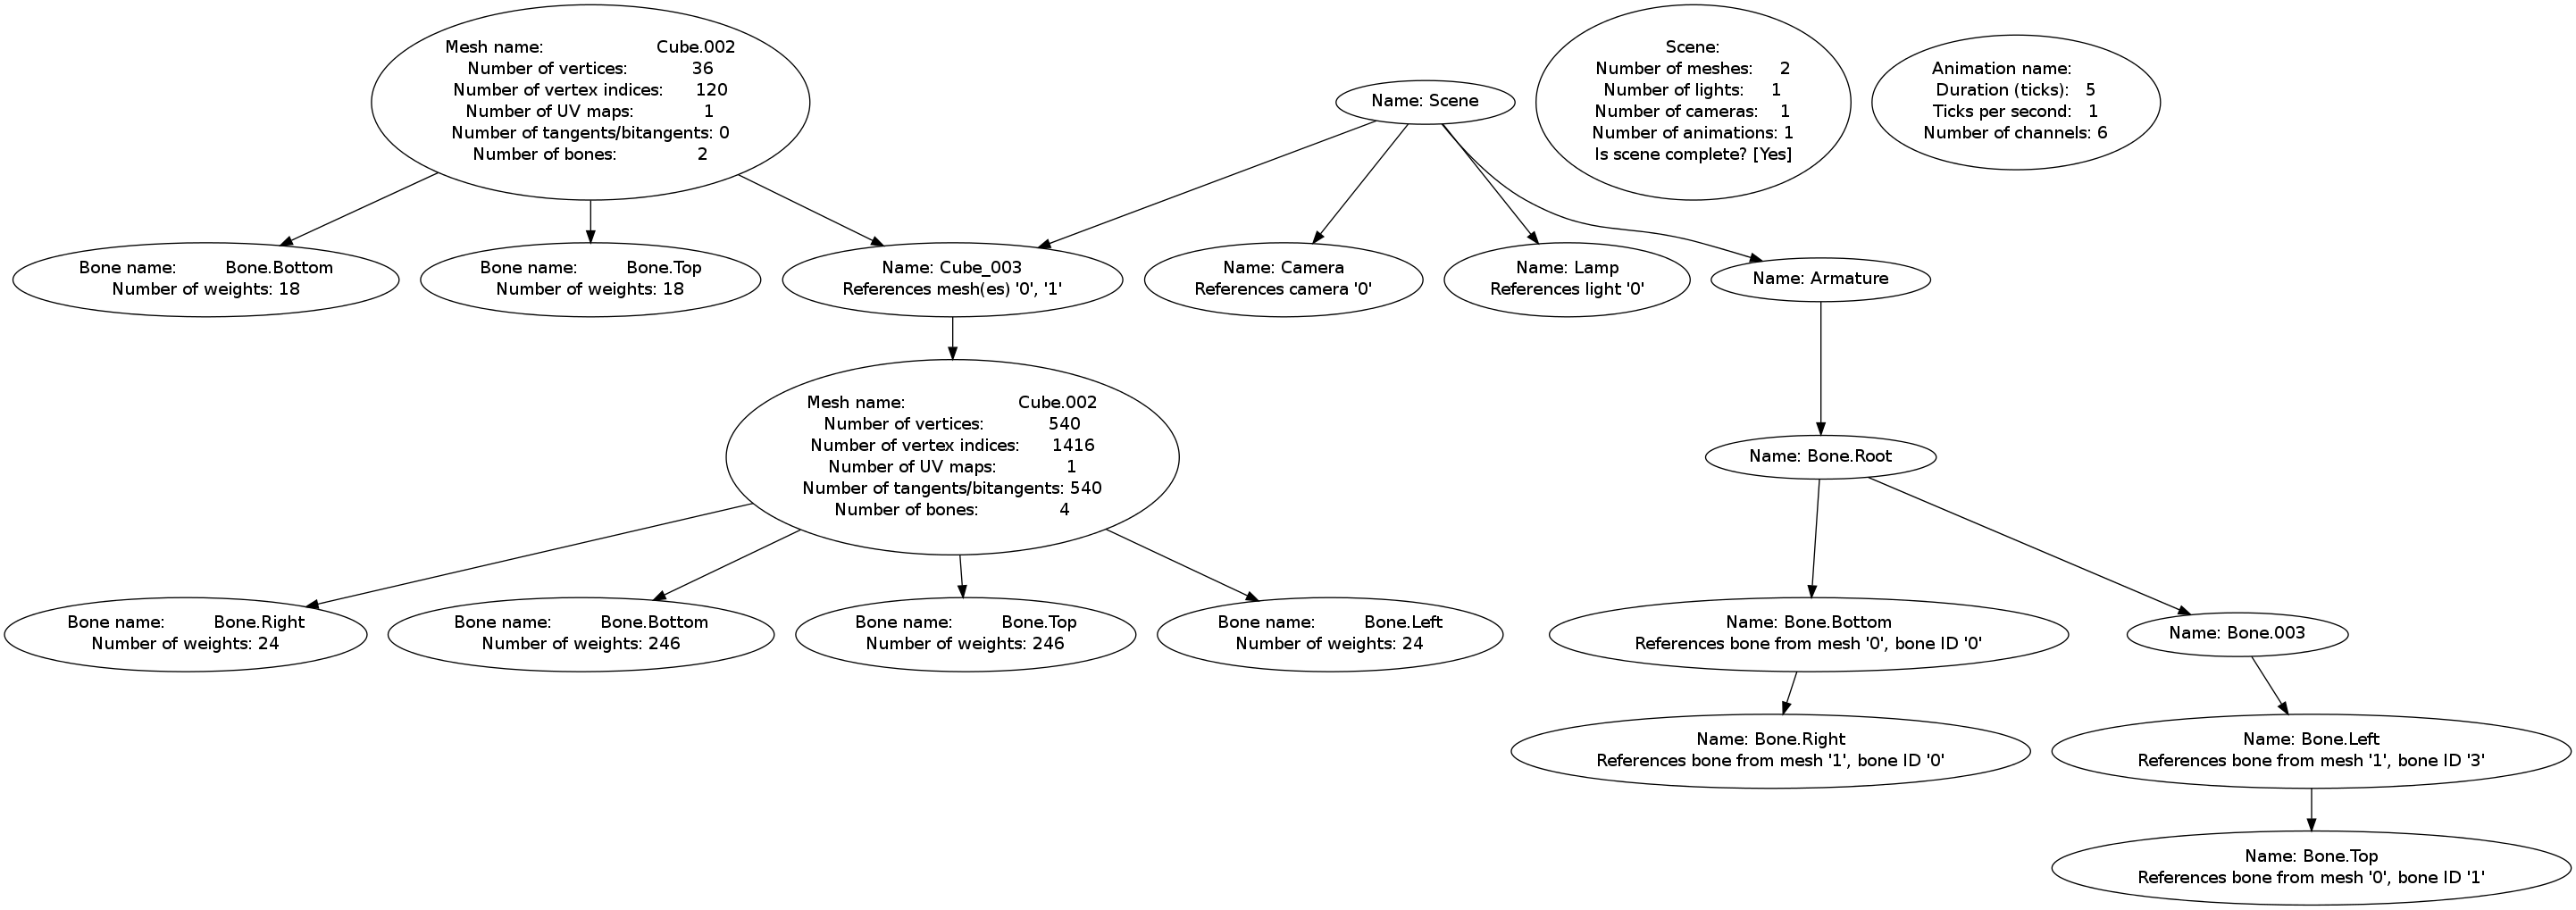 Mesh name: Cube.002
Number of vertices: 36
Number of vertex indices: 120
Number of UV maps: 1
Number of tangents/bitangents: 0
Number of bones: 2
Name: Scene
Scene:
Number of meshes: 2
Number of lights: 1
Number of cameras: 1
Number of animations: 1
Is scene complete? [Yes]
Animation name:
Duration (ticks): 5
Ticks per second: 1
Number of channels: 6
Bone name: Bone.Bottom
Number of weights: 18
Bone name: Bone.Top
Number of weights: 18
Name: Cube_003
References mesh(es) '0', '1'
Name: Camera
References camera '0'
Name: Lamp
References light '0'
Name: Armature
Mesh name: Cube.002
Number of vertices: 540
Number of vertex indices: 1416
Number of UV maps: 1
Number of tangents/bitangents: 540
Number of bones: 4
Name: Bone.Root
Bone name: Bone.Right
Number of weights: 24
Bone name: Bone.Bottom
Number of weights: 246
Bone name: Bone.Top
Number of weights: 246
Bone name: Bone.Left
Number of weights: 24
Name: Bone.Bottom
References bone from mesh '0', bone ID '0'
Name: Bone.003
Name: Bone.Right
References bone from mesh '1', bone ID '0'
Name: Bone.Left
References bone from mesh '1', bone ID '3'
Name: Bone.Top
References bone from mesh '0', bone ID '1'